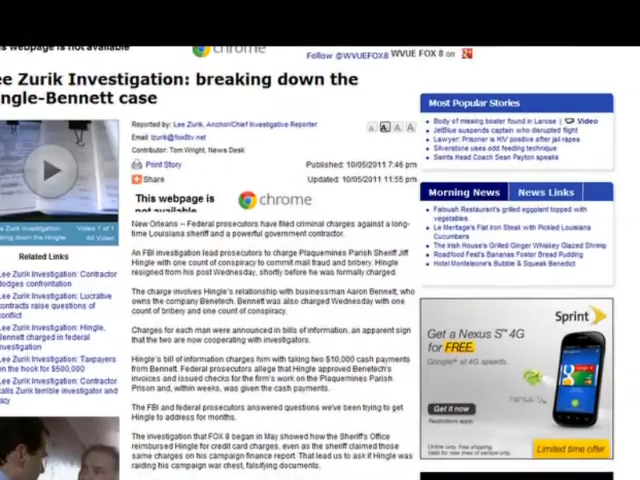 this webpage is not available
chrome
Follow @WVUEFOX8 WVUE FOX 8 on
ee Zurik Investigation: breaking down the
ngle-Bennett case
Reported by: Lee Zurik, Anchor/Chief Investigative Reporter
Email: lzurik@fox8tv.net
Contributor: Tom Wright, News Desk
A A A A
Print Story
Published: 10/05/2011 7:46 pm
Share
Updated: 10/05/2011 11:55 pm
This webpage is
not available
chrome
New Orleans -- Federal prosecutors have filed criminal charges against a long-
time Louisiana sheriff and a powerful government contractor.
An FBI investigation lead prosecutors to charge Plaquemines Parish Sheriff Jiff
Hingle with one count of conspiracy to commit mail fraud and bribery. Hingle
resigned from his post Wednesday, shortly before he was formally charged.
The charge involves Hingle's relationship with businessman Aaron Bennett, who
owns the company Benetech. Bennett was also charged Wednesday with one
count of bribery and one count of conspiracy.
Charges for each man were announced in bills of information, an apparent sign
that the two are now cooperating with investigators.
Hingle's bill of information charges him with taking two $10,000 cash payments
from Bennett. Federal prosecutors allege that Hingle approved Benetech's
invoices and issued checks for the firm's work on the Plaquemines Parish
Prison and, within weeks, was given the cash payments.
The FBI and federal prosecutors answered questions we've been trying to get
Hingle to address for months.
The investigation that FOX 8 began in May showed how the Sheriff's Office
reimbursed Hingle for credit card charges, even as the sheriff claimed those
same charges on his campaign finance report. That lead us to ask if Hingle was
raiding his campaign war chest, falsifying documents.
ee Zurik Investigation:
Video 1 of 1
king down the Hingle-
All Video
Related Links
ee Zurik Investigation: Contractor
dodges confrontation
ee Zurik Investigation: Lucrative
contracts raise questions of
conflict
ee Zurik Investigation: Hingle,
Bennett charged in federal
nvestigation
ee Zurik Investigation: Taxpayers
on the hook for $500,000
ee Zurik Investigation: Contractor
calls Zurik terrible investigator and
azy
Most Popular Stories
Body of missing boater found in Larose | Video
JetBlue suspends captain who disrupted flight
Lawyer: Prisoner is HIV positive after jail rapes
Silverstone uses odd feeding technique
Saints Head Coach Sean Payton speaks
Morning News
News Links
Fatoush Restaurant's grilled eggplant topped with
vegetables
Le Meritage's Flat Iron Steak with Pickled Louisiana
Cucumbers
The Irish House's Grilled Ginger Whiskey Glazed Shrimp
Roadfood Fest's Bananas Foster Bread Pudding
Hotel Monteleone's Bubble & Squeak Benedict
Sprint
Get a Nexus S™ 4G
for FREE.
Google™ at 4G speeds.
Get it now
Restrictions apply.
Online only. Free shipping.
Limited time offer